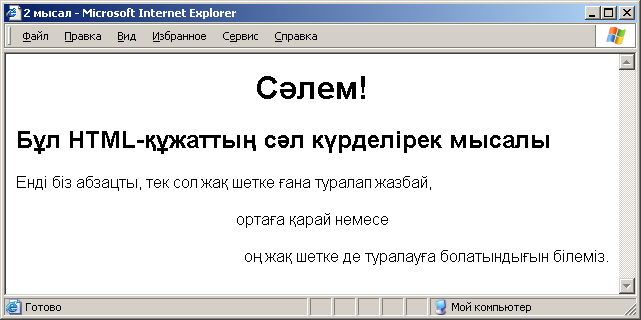 2 мысал - Microsoft Internet Explorer
Файл Правка Вид Избранное Сервис Справка
Сәлем!
Бұл HTML-құжаттың сәл күрделірек мысалы
Енді біз абзацты, тек сол жақ шетке ғана туралап жазбай,
ортаға қарай немесе
оң жақ шетке де туралауға болатындығын білеміз.
Готово Мой компьютер